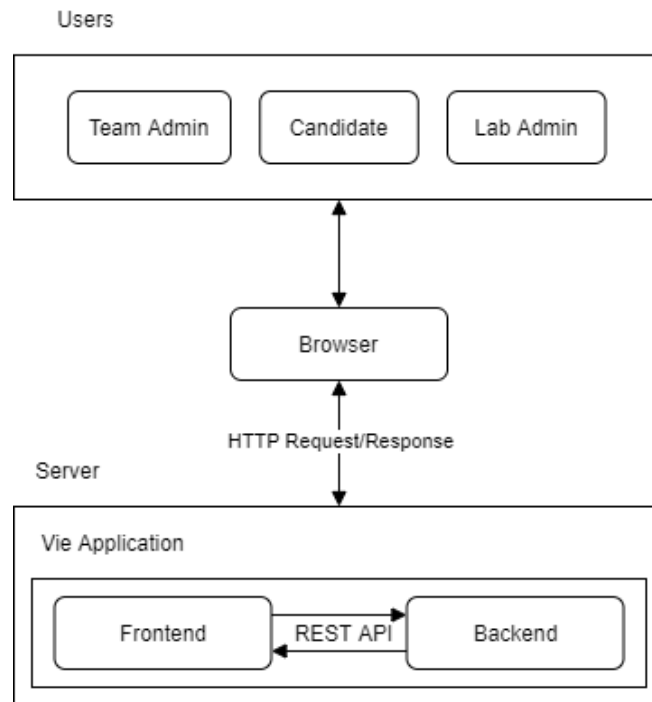 Users
Team Admin
Candidate
Lab Admin
Browser
HTTP Request/Response
Server
Vie Application
Frontend
REST API
Backend